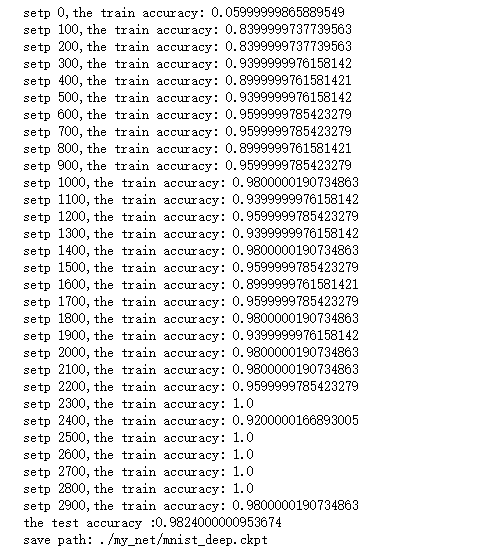 setp 0,the train accuracy: 0.05999999865889549
setp 100,the train accuracy: 0.8399999737739563
setp 200,the train accuracy: 0.8399999737739563
setp 300,the train accuracy: 0.9399999976158142
setp 400,the train accuracy: 0.8999999761581421
setp 500,the train accuracy: 0.9399999976158142
setp 600,the train accuracy: 0.9599999785423279
setp 700,the train accuracy: 0.9599999785423279
setp 800,the train accuracy: 0.8999999761581421
setp 900,the train accuracy: 0.9599999785423279
setp 1000,the train accuracy: 0.9800000190734863
setp 1100,the train accuracy: 0.9399999976158142
setp 1200,the train accuracy: 0.9599999785423279
setp 1300,the train accuracy: 0.9399999976158142
setp 1400,the train accuracy: 0.9800000190734863
setp 1500,the train accuracy: 0.9599999785423279
setp 1600,the train accuracy: 0.8999999761581421
setp 1700,the train accuracy: 0.9599999785423279
setp 1800,the train accuracy: 0.9800000190734863
setp 1900,the train accuracy: 0.9399999976158142
setp 2000,the train accuracy: 0.9800000190734863
setp 2100,the train accuracy: 0.9800000190734863
setp 2200,the train accuracy: 0.9599999785423279
setp 2300,the train accuracy: 1.0
setp 2400,the train accuracy: 0.9200000166893005
setp 2500,the train accuracy: 1.0
setp 2600,the train accuracy: 1.0
setp 2700,the train accuracy: 1.0
setp 2800,the train accuracy: 1.0
setp 2900,the train accuracy: 0.9800000190734863
the test accuracy :0.9824000000953674
save path: ./my_net/mnist_deep.ckpt